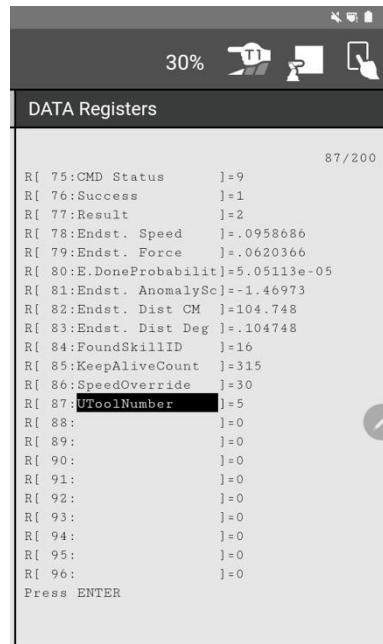 30% T1
DATA Registers
87/200
R[ 75:CMD Status ]=9
R[ 76:Success ]=1
R[ 77:Result ]=2
R[ 78:Endst. Speed ]=.0958686
R[ 79:Endst. Force ]=.0620366
R[ 80:E.DoneProbabilit]=5.05113e-05
R[ 81:Endst. AnomalySc]=-1.46973
R[ 82:Endst. Dist CM ]=104.748
R[ 83:Endst. Dist Deg ]=.104748
R[ 84:FoundSkillID ]=16
R[ 85:KeepAliveCount ]=315
R[ 86:SpeedOverride ]=30
R[ 87:UToolNumber ]=5
R[ 88: ]=0
R[ 89: ]=0
R[ 90: ]=0
R[ 91: ]=0
R[ 92: ]=0
R[ 93: ]=0
R[ 94: ]=0
R[ 95: ]=0
R[ 96: ]=0
Press ENTER